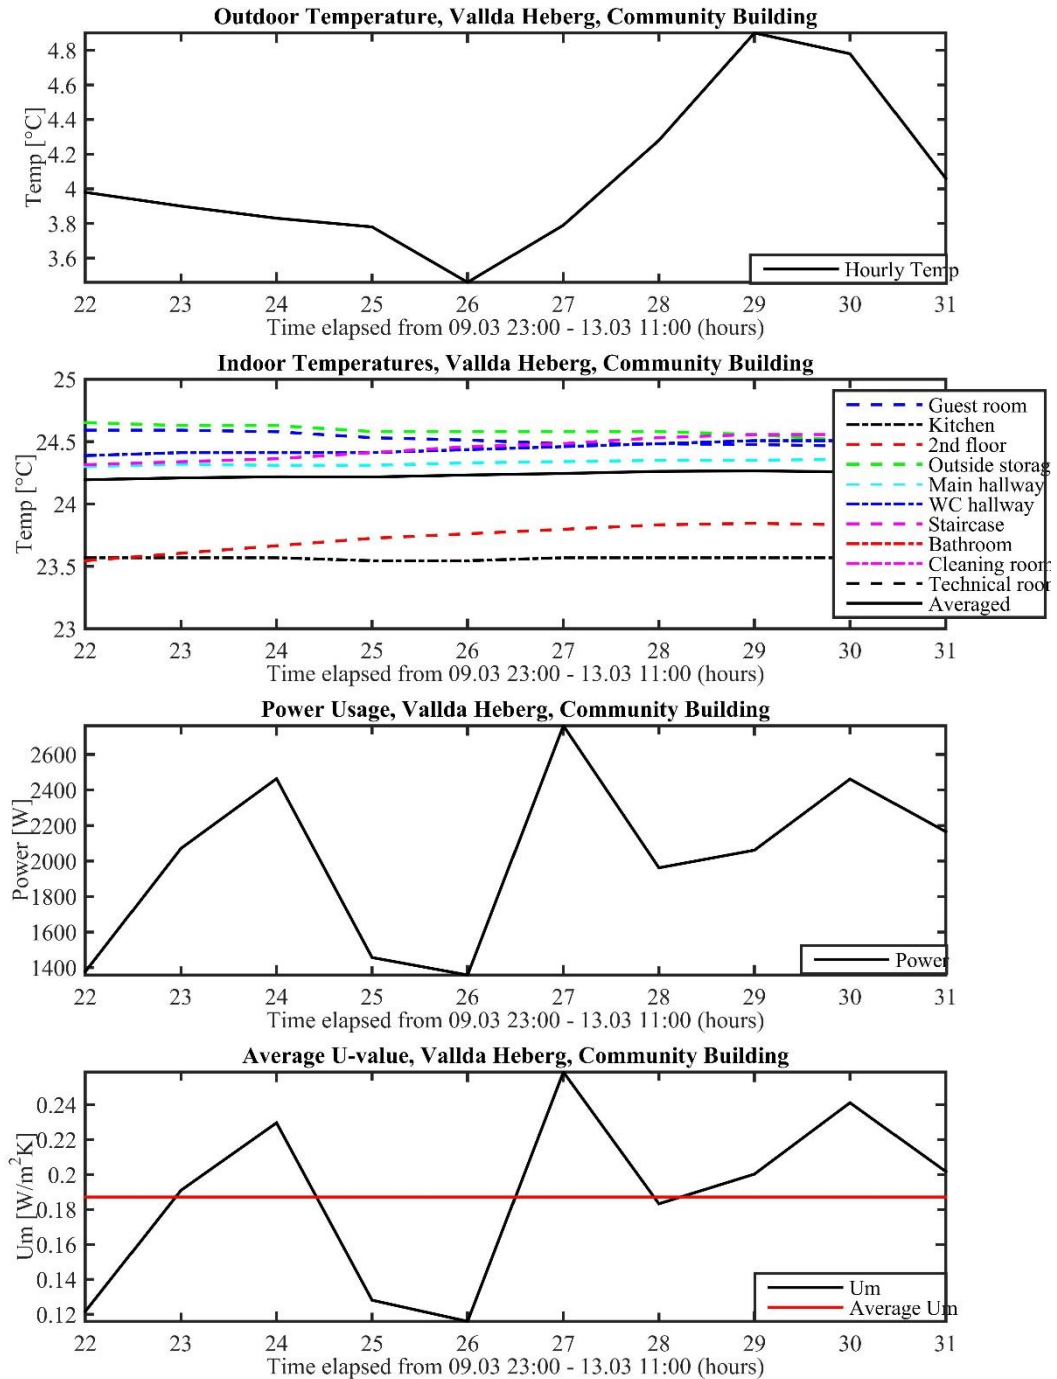 Outdoor Temperature, Vallda Heberg, Community Building
Temp [°C]
4.8
4.6
4.4
4.2
4
3.8
3.6
Hourly Temp
22 23 24 25 26 27 28 29 30 31
Time elapsed from 09.03 23:00 - 13.03 11:00 (hours)
Indoor Temperatures, Vallda Heberg, Community Building
Temp [°C]
25
24.5
24
23.5
23
Guest room
Kitchen
2nd floor
Outside storag
Main hallway
WC hallway
Staircase
Bathroom
Cleaning room
Technical room
Averaged
22 23 24 25 26 27 28 29 30 31
Time elapsed from 09.03 23:00 - 13.03 11:00 (hours)
Power Usage, Vallda Heberg, Community Building
Power [W]
2600
2400
2200
2000
1800
1600
1400
Power
22 23 24 25 26 27 28 29 30 31
Time elapsed from 09.03 23:00 - 13.03 11:00 (hours)
Average U-value, Vallda Heberg, Community Building
Um [W/m²K]
0.24
0.22
0.2
0.18
0.16
0.14
0.12
Um
Average Um
22 23 24 25 26 27 28 29 30 31
Time elapsed from 09.03 23:00 - 13.03 11:00 (hours)